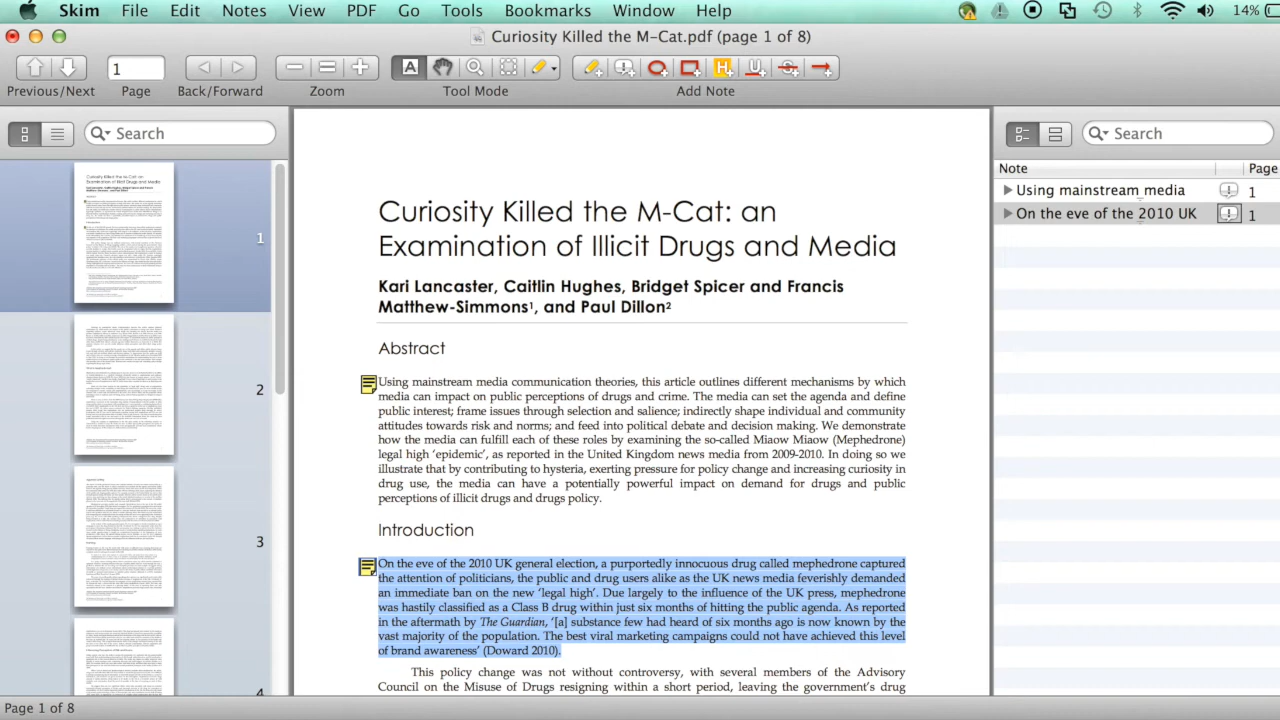 Skim File Edit Notes View PDF Go Tools Bookmarks Window Help 14%
Curiosity Killed the M-Cat.pdf (page 1 of 8)
1
A
H
U
S
Previous/Next Page Back/Forward Zoom Tool Mode Add Note
Search
Search
Note Page
Using mainstream media 1
On the eve of the 2010 UK 1
1
2
3
4
Curiosity Killed the M-Cat: an
Examination of Illicit Drugs and Media
Kari Lancaster, Caitlin Hughes, Bridget Spicer and Francis
Matthew-Simmons¹, and Paul Dillon²
Abstract
Using mainstream media communication theories, this article outlines different mechanisms by which
media can impact on public perceptions of drugs and crime. The media can set the agenda and define
public interest; frame issues through selection and salience; indirectly shape individual and community
attitudes towards risk and norms; and feed into political debate and decision making. We demonstrate
how the media can fulfill each of these roles by examining the so-called Miaow Miaow (Mephedrone)
legal high ‘epidemic’, as reported in the United Kingdom news media from 2009-2010. In doing so we
illustrate that by contributing to hysteria, exerting pressure for policy change and increasing curiosity in
drug use, the media can have a potentially powerful impact on demand for drugs and public
perceptions of illicit drugs and drugs policy.
Introduction
On the eve of the 2010 UK general election, a purportedly innocuous drug called mephedrone captured
the attention of politicians, the public and drug users alike as the UK news media feverishly demanded
an immediate ban on the new ‘legal high’. Due largely to the influence of the UK press, mephedrone
was hastily classified as a Class B drug within just six months of hitting the public agenda. As reported
in the aftermath by The Guardian, ‘[a] substance few had heard of six months ago is now known by the
vast majority of the population. The best viral marketing campaigns could not have achieved this level
of brand awareness’ (Doward 2010).
This policy change was not without controversy, with several members of the Advisory
Council on the Misuse of Drugs resigning within a short period, leaving the government’s drug
Page 1 of 8